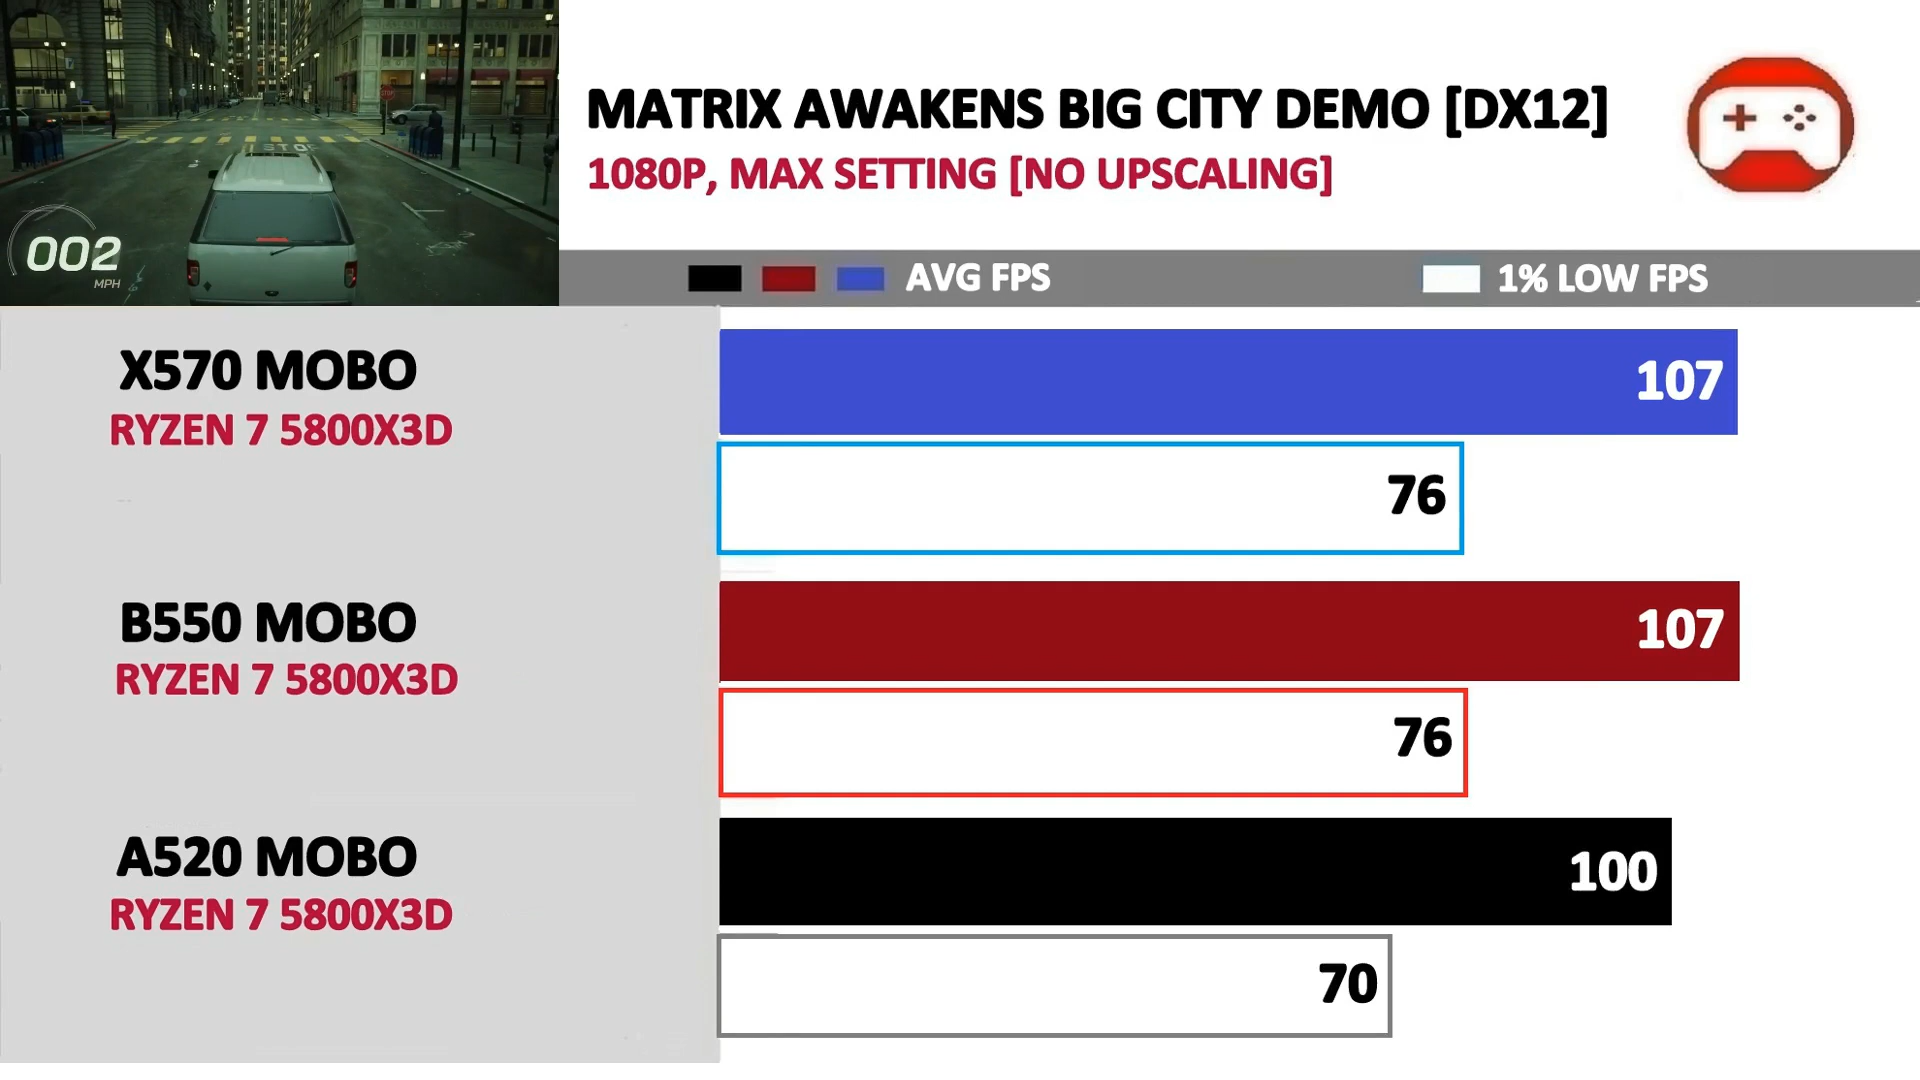 MATRIX AWAKENS BIG CITY DEMO [DX12]
1080P, MAX SETTING [NO UPSCALING]
STOP
STOP
002
MPH
AVG FPS
1% LOW FPS
X570 MOBO
RYZEN 7 5800X3D
107
76
B550 MOBO
RYZEN 7 5800X3D
107
76
A520 MOBO
RYZEN 7 5800X3D
100
70